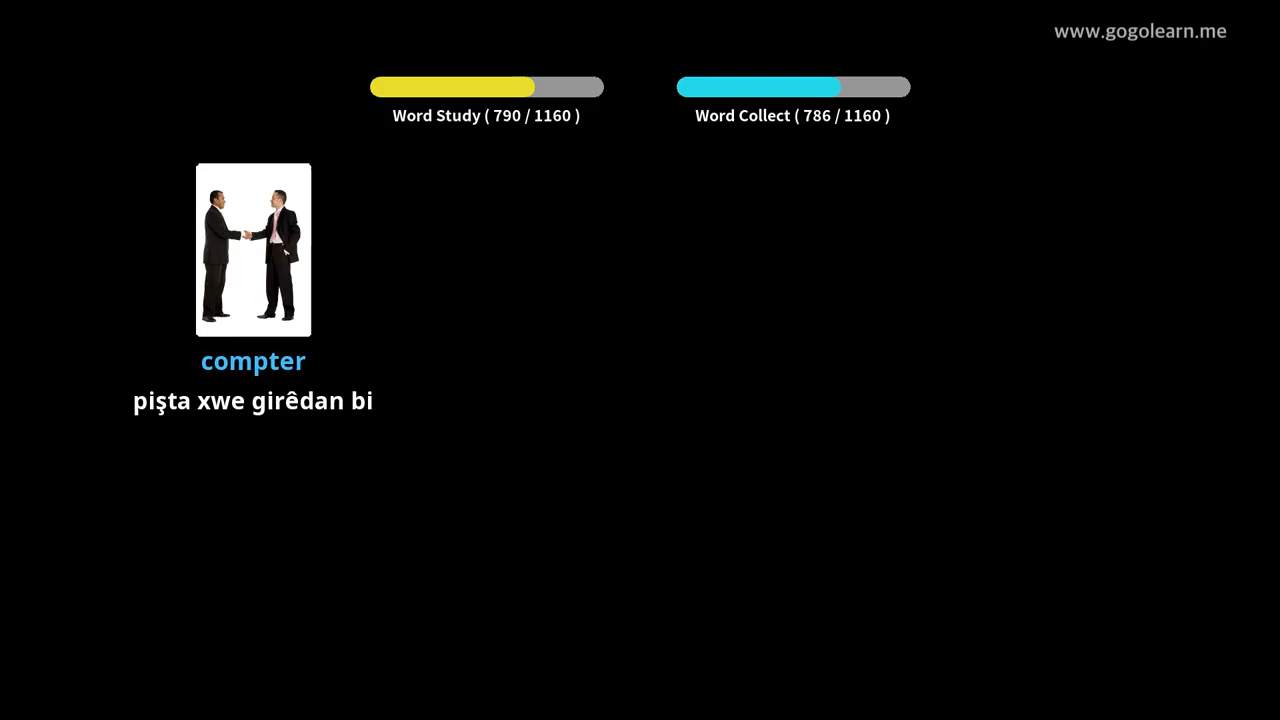 www.gogolearn.me
Word Study ( 790 / 1160 )
Word Collect ( 786 / 1160 )
compter
pişta xwe girêdan bi